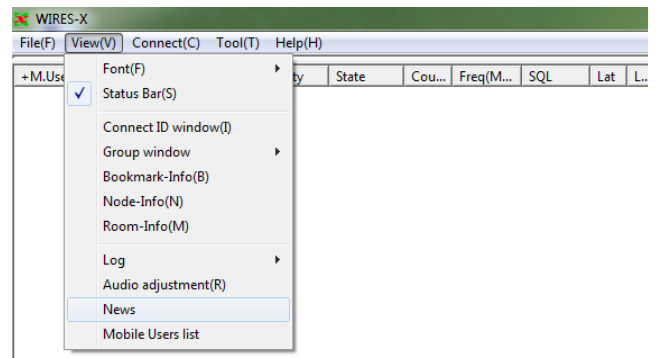 WIRES-X
File(F) View(V) Connect(C) Tool(T) Help(H)
+M.Use ty State Cou... Freq(M... SQL Lat L...
Font(F)
Status Bar(S)
Connect ID window(I)
Group window
Bookmark-Info(B)
Node-Info(N)
Room-Info(M)
Log
Audio adjustment(R)
News
Mobile Users list